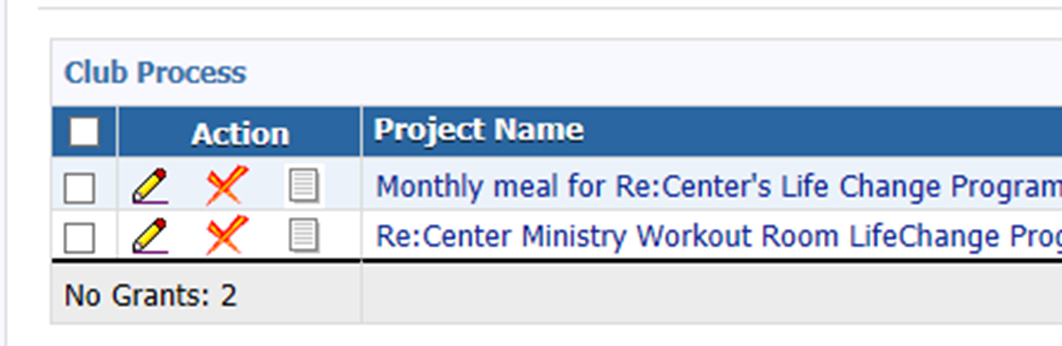 Club Process
Action Project Name
Monthly meal for Re:Center's Life Change Program
Re:Center Ministry Workout Room LifeChange
No Grants: 2